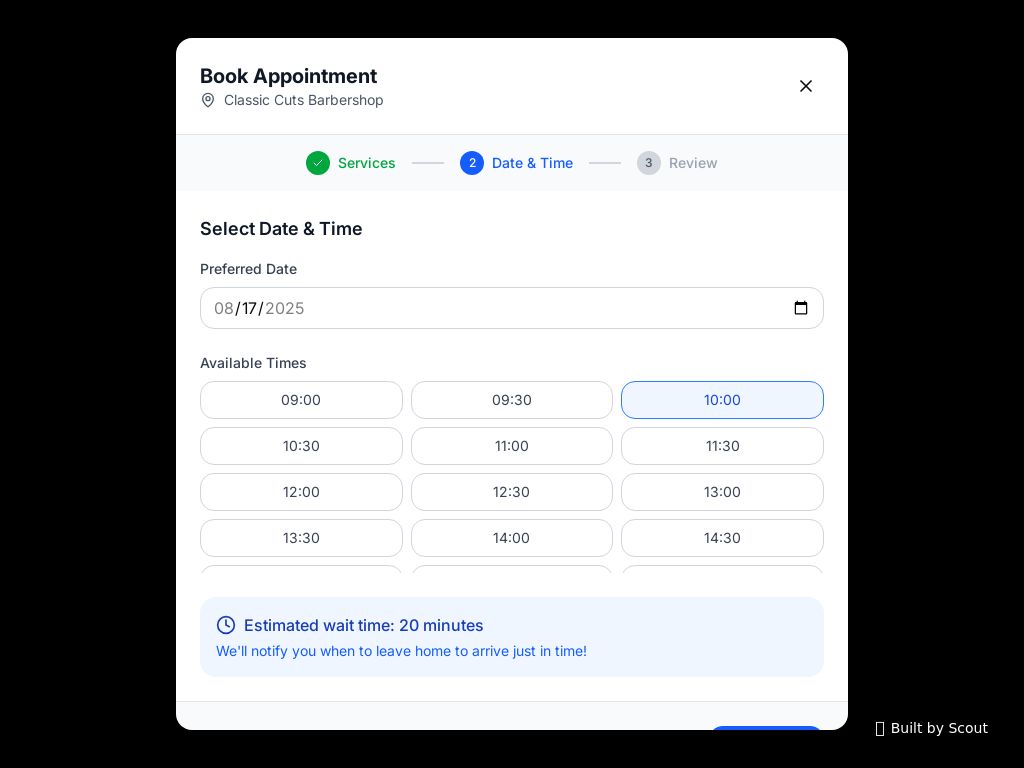 Book Appointment
Classic Cuts Barbershop
Services
2 Date & Time
3 Review
Select Date & Time
Preferred Date
08/17/2025
Available Times
09:00 09:30 10:00
10:30 11:00 11:30
12:00 12:30 13:00
13:30 14:00 14:30
Estimated wait time: 20 minutes
We'll notify you when to leave home to arrive just in time!
Built by Scout